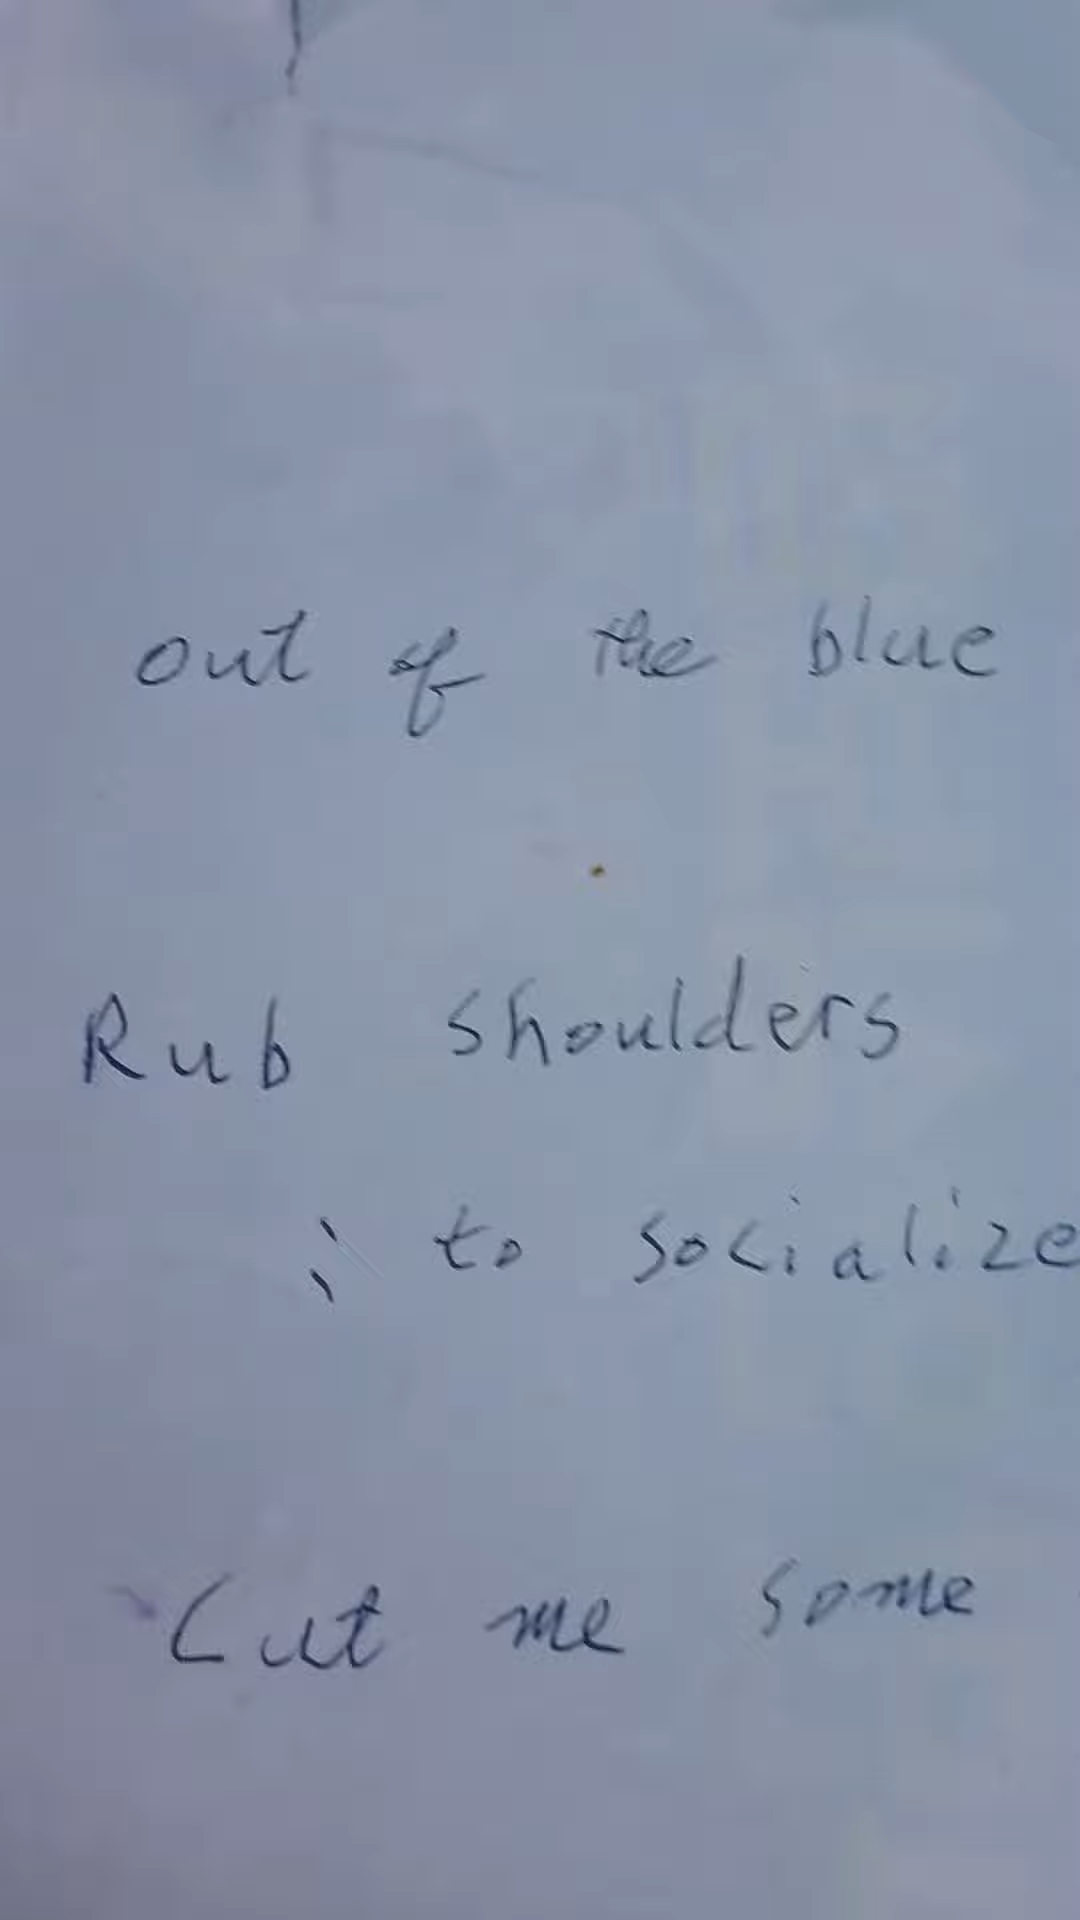 out of the blue
Rub shoulders
: to socialize
Cut me some